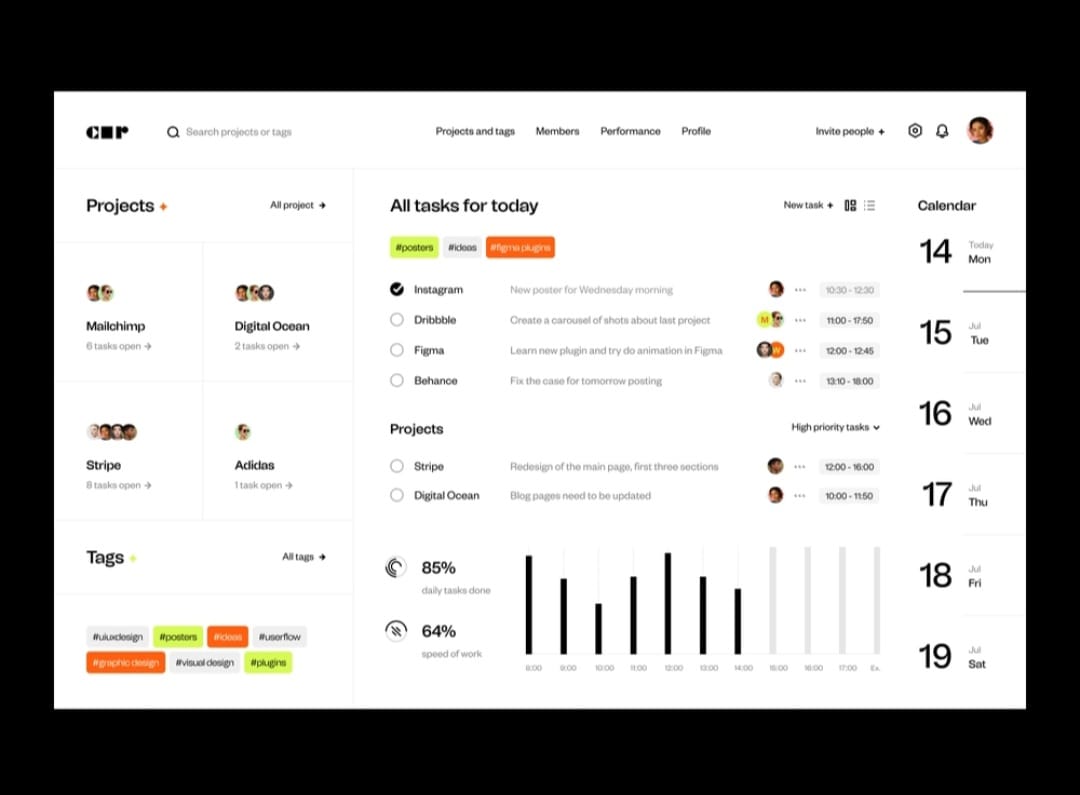 Search projects or tags
Projects and tags Members Performance Profile
Invite people +
Projects +
All project →
Mailchimp
6 tasks open →
Digital Ocean
2 tasks open →
Stripe
8 tasks open →
Adidas
1 task open →
Tags +
All tags →
#uiuxdesign #posters #ideas #userflow
#graphic design #visual design #plugins
All tasks for today
New task +
#posters #ideas #figma plugins
Instagram New poster for Wednesday morning 10:30 - 12:30
Dribbble Create a carousel of shots about last project M 11:00 - 17:50
Figma Learn new plugin and try do animation in Figma W 12:00 - 12:45
Behance Fix the case for tomorrow posting 13:10 - 18:00
Projects
High priority tasks
Stripe Redesign of the main page, first three sections 12:00 - 16:00
Digital Ocean Blog pages need to be updated 10:00 - 11:50
85%
daily tasks done
64%
speed of work
8:00 9:00 10:00 11:00 12:00 13:00 14:00 15:00 16:00 17:00 Ex.
Calendar
14 Today
Mon
15 Jul
Tue
16 Jul
Wed
17 Jul
Thu
18 Jul
Fri
19 Jul
Sat